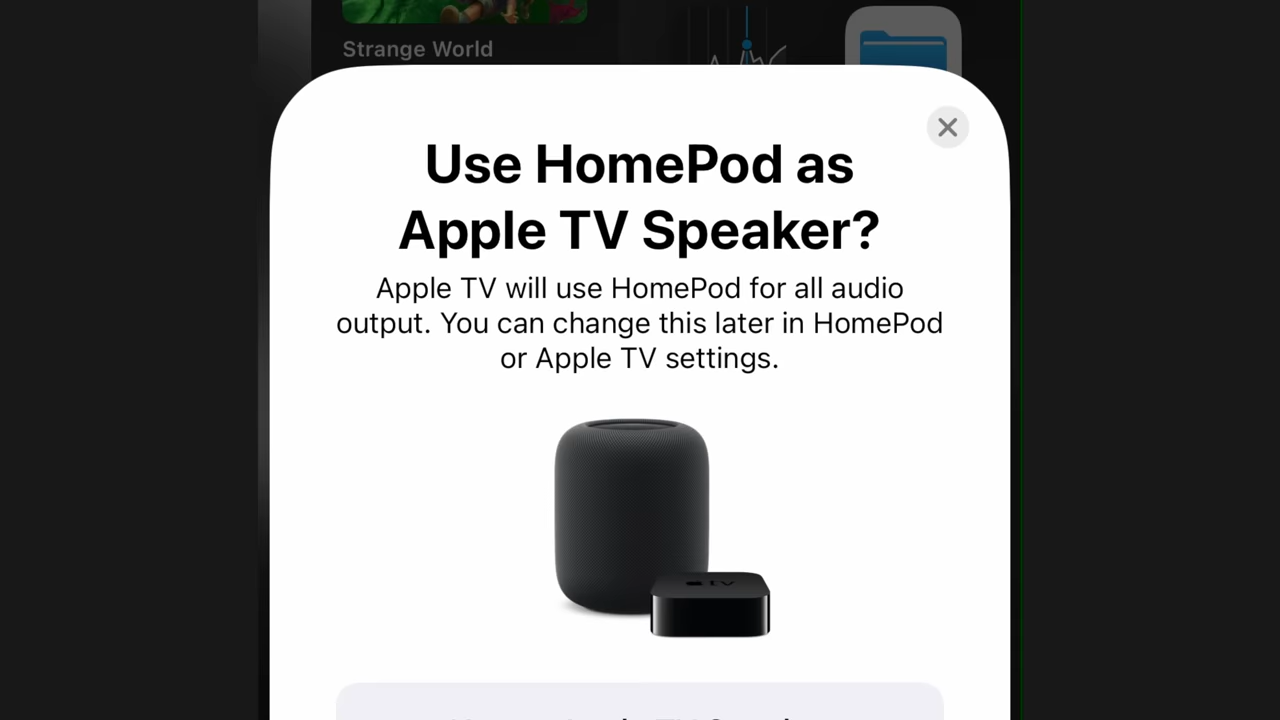 Strange World
Use HomePod as
Apple TV Speaker?
Apple TV will use HomePod for all audio
output. You can change this later in HomePod
or Apple TV settings.
tv